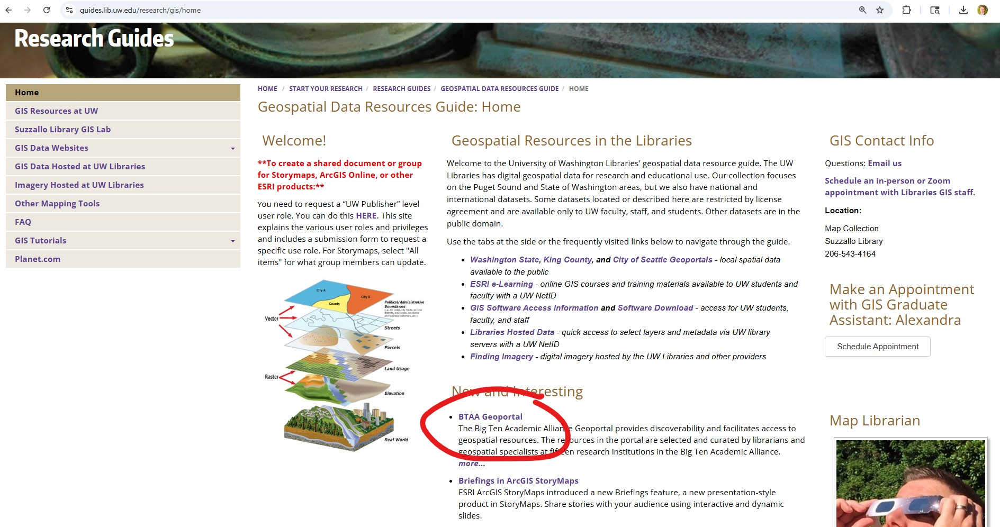 guides.lib.uw.edu/research/gis/home
Research Guides
Home
GIS Resources at UW
Suzzallo Library GIS Lab
GIS Data Websites
GIS Data Hosted at UW Libraries
Imagery Hosted at UW Libraries
Other Mapping Tools
FAQ
GIS Tutorials
Planet.com
HOME / START YOUR RESEARCH / RESEARCH GUIDES / GEOSPATIAL DATA RESOURCES GUIDE / HOME
Geospatial Data Resources Guide: Home
Welcome!
**To create a shared document or group
for Storymaps, ArcGIS Online, or other
ESRI products:**
You need to request a “UW Publisher” level
user role. You can do this HERE. This site
explains the various user roles and privileges
and includes a submission form to request a
specific use role. For Storymaps, select "All
items" for what group members can update.
City A
City B
County
Political/Administrative
Boundaries
Vector
Streets
Parcels
Land Usage
Raster
Elevation
Real World
Geospatial Resources in the Libraries
Welcome to the University of Washington Libraries' geospatial data resource guide. The UW
Libraries has digital geospatial data for research and educational use. Our collection focuses
on the Puget Sound and State of Washington areas, but we also have national and
international datasets. Some datasets located or described here are restricted by license
agreement and are available only to UW faculty, staff, and students. Other datasets are in the
public domain.
Use the tabs at the side or the frequently visited links below to navigate through the guide.
• Washington State, King County, and City of Seattle Geoportals - local spatial data
available to the public
• ESRI e-Learning - online GIS courses and training materials available to UW students and
faculty with a UW NetID
• GIS Software Access Information and Software Download - access for UW students,
faculty, and staff
• Libraries Hosted Data - quick access to select layers and metadata via UW library
servers with a UW NetID
• Finding Imagery - digital imagery hosted by the UW Libraries and other providers
New and Interesting
• BTAA Geoportal
The Big Ten Academic Alliance Geoportal provides discoverability and facilitates access to
geospatial resources. The resources in the portal are selected and curated by librarians and
geospatial specialists at fifteen research institutions in the Big Ten Academic Alliance.
more...
• Briefings in ArcGIS StoryMaps
ESRI ArcGIS StoryMaps introduced a new Briefings feature, a new presentation-style
product in StoryMaps. Share stories with your audience using interactive and dynamic
slides.
GIS Contact Info
Questions: Email us
Schedule an in-person or Zoom
appointment with Libraries GIS staff.
Location:
Map Collection
Suzzallo Library
206-543-4164
Make an Appointment
with GIS Graduate
Assistant: Alexandra
Schedule Appointment
Map Librarian